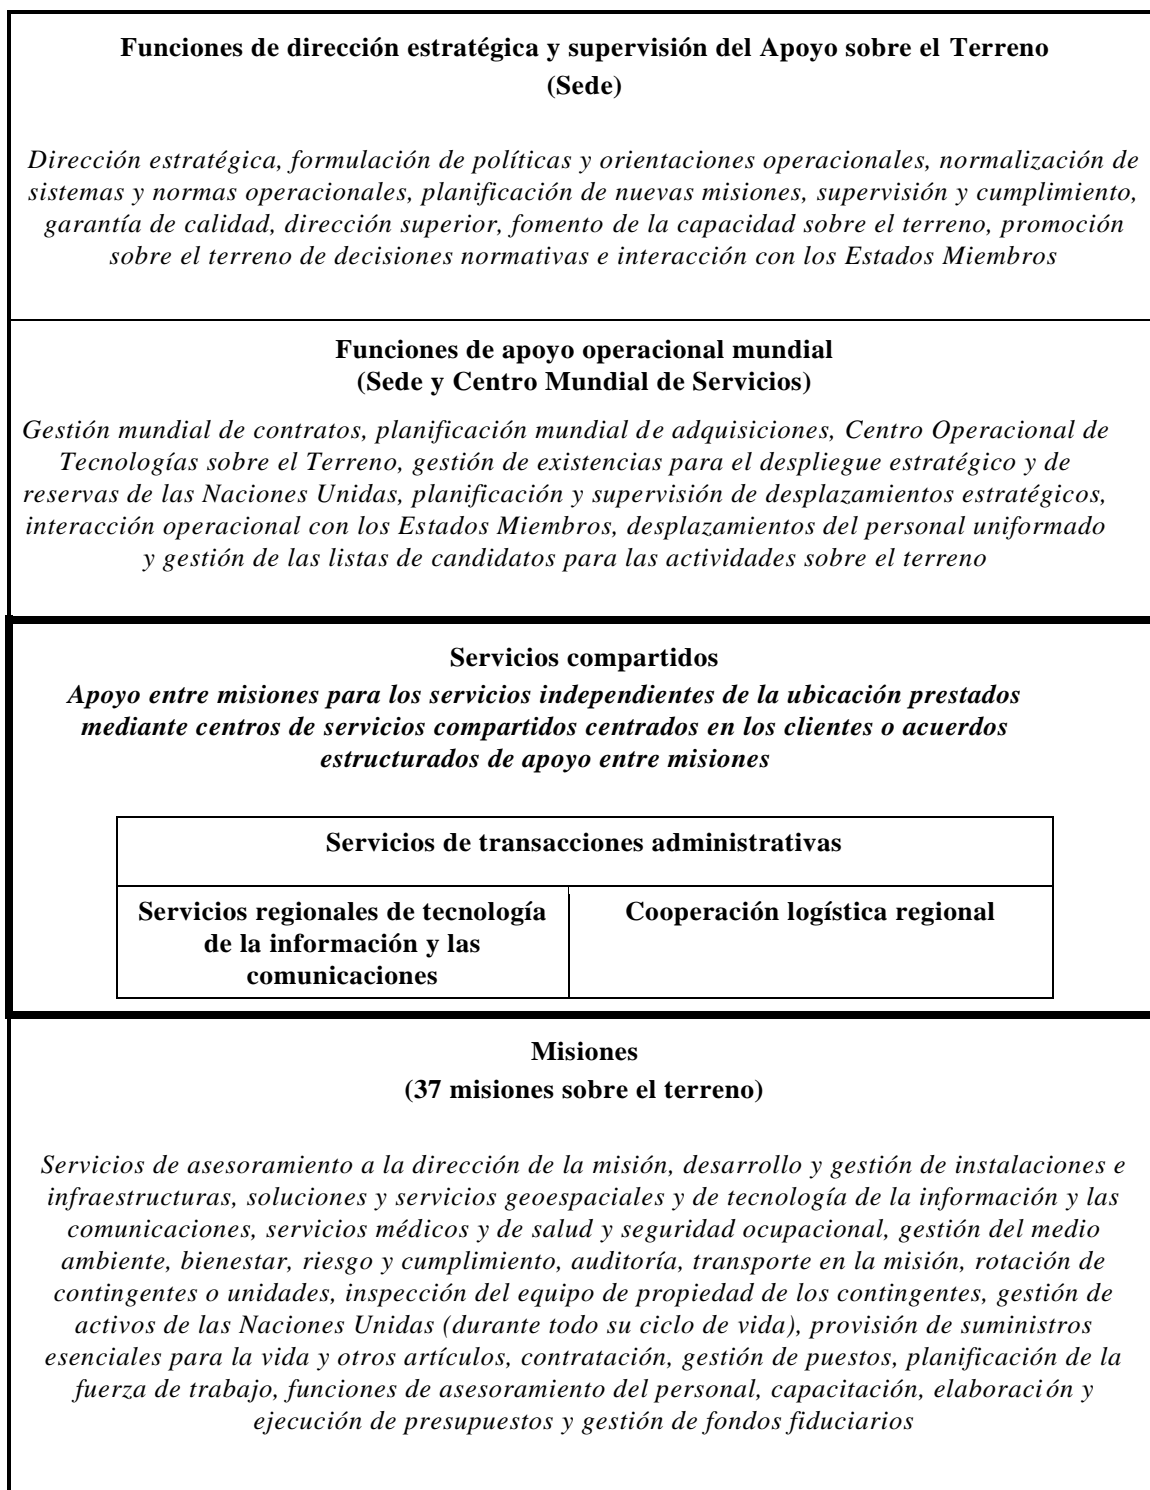 Funciones de dirección estratégica y supervisión del Apoyo sobre el Terreno
(Sede)
Dirección estratégica, formulación de políticas y orientaciones operacionales, normalización de
sistemas y normas operacionales, planificación de nuevas misiones, supervisión y cumplimiento,
garantía de calidad, dirección superior, fomento de la capacidad sobre el terreno, promoción
sobre el terreno de decisiones normativas e interacción con los Estados Miembros
Funciones de apoyo operacional mundial
(Sede y Centro Mundial de Servicios)
Gestión mundial de contratos, planificación mundial de adquisiciones, Centro Operacional de
Tecnologías sobre el Terreno, gestión de existencias para el despliegue estratégico y de
reservas de las Naciones Unidas, planificación y supervisión de desplazamientos estratégicos,
interacción operacional con los Estados Miembros, desplazamientos del personal uniformado
y gestión de las listas de candidatos para las actividades sobre el terreno
Servicios compartidos
Apoyo entre misiones para los servicios independientes de la ubicación prestados
mediante centros de servicios compartidos centrados en los clientes o acuerdos
estructurados de apoyo entre misiones
Servicios de transacciones administrativas
Servicios regionales de tecnología
de la información y las
comunicaciones
Cooperación logística regional
Misiones
(37 misiones sobre el terreno)
Servicios de asesoramiento a la dirección de la misión, desarrollo y gestión de instalaciones e
infraestructuras, soluciones y servicios geoespaciales y de tecnología de la información y las
comunicaciones, servicios médicos y de salud y seguridad ocupacional, gestión del medio
ambiente, bienestar, riesgo y cumplimiento, auditoría, transporte en la misión, rotación de
contingentes o unidades, inspección del equipo de propiedad de los contingentes, gestión de
activos de las Naciones Unidas (durante todo su ciclo de vida), provisión de suministros
esenciales para la vida y otros artículos, contratación, gestión de puestos, planificación de la
fuerza de trabajo, funciones de asesoramiento del personal, capacitación, elaboración y
ejecución de presupuestos y gestión de fondos fiduciarios